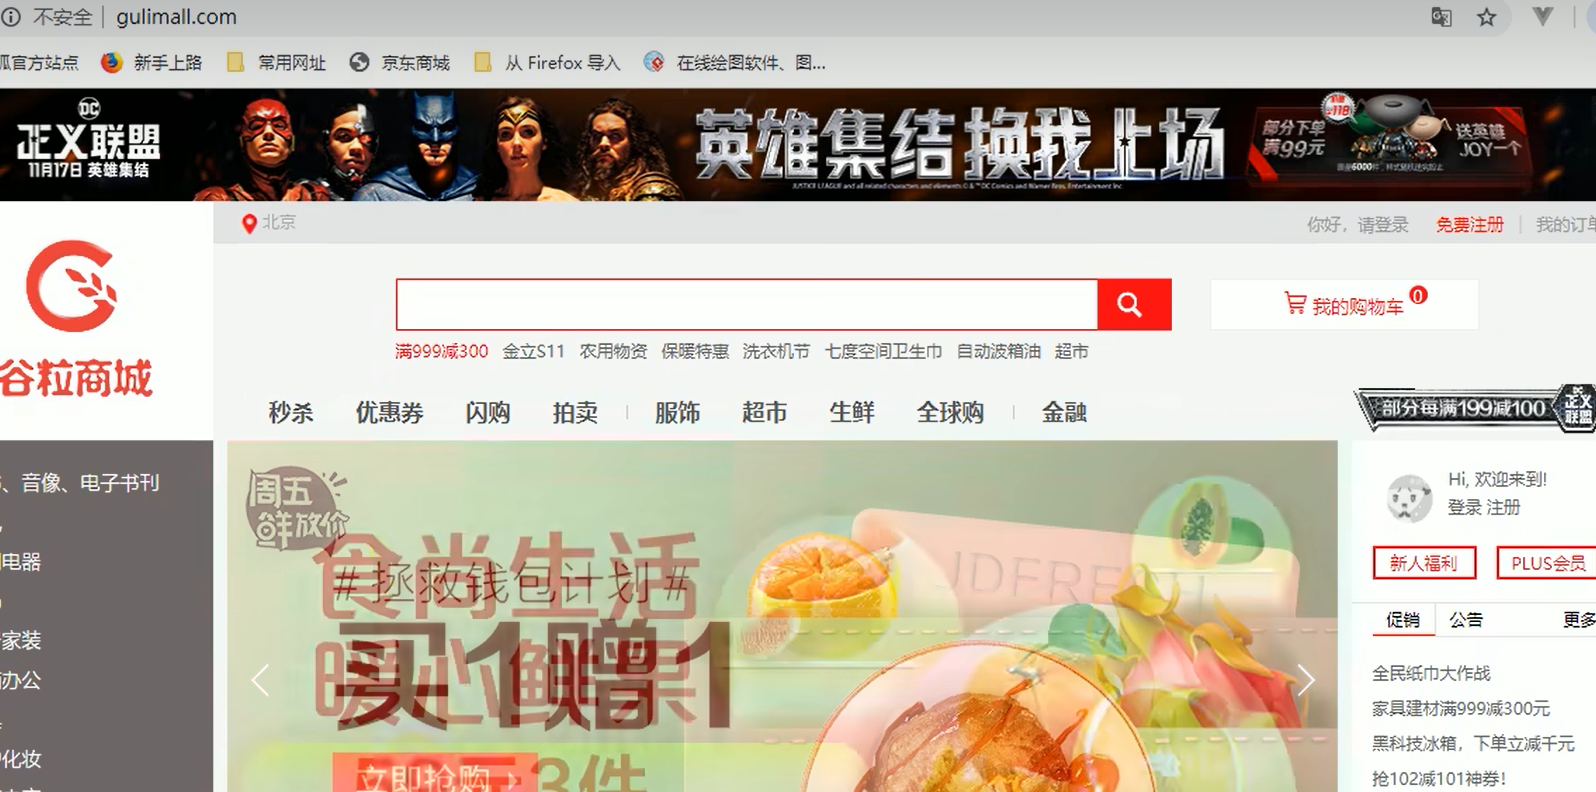 不安全 | gulimall.com
狐官方站点 新手上路 常用网址 京东商城 从 Firefox 导入 在线绘图软件、图...
DC
正义联盟
11月17日 英雄集结
英雄集结 换我上场
部分下单
满99元
送英雄
JOY一个
北京
你好，请登录 免费注册 我的订单
谷粒商城
我的购物车 0
满999减300 金立S11 农用物资 保暖特惠 洗衣机节 七度空间卫生巾 自动波箱油 超市
秒杀 优惠券 闪购 拍卖 服饰 超市 生鲜 全球购 金融
部分每满199减100
正义
联盟
、音像、电子书刊
电器
家装
办公
化妆
周五
鲜放价
食尚生活
#拯救钱包计划#
买1赠1
暖心鲜果
立即抢购
3件
Hi, 欢迎来到!
登录 注册
新人福利 PLUS会员
促销 公告 更多
全民纸巾大作战
家具建材满999减300元
黑科技冰箱，下单立减千元
抢102减101神券!